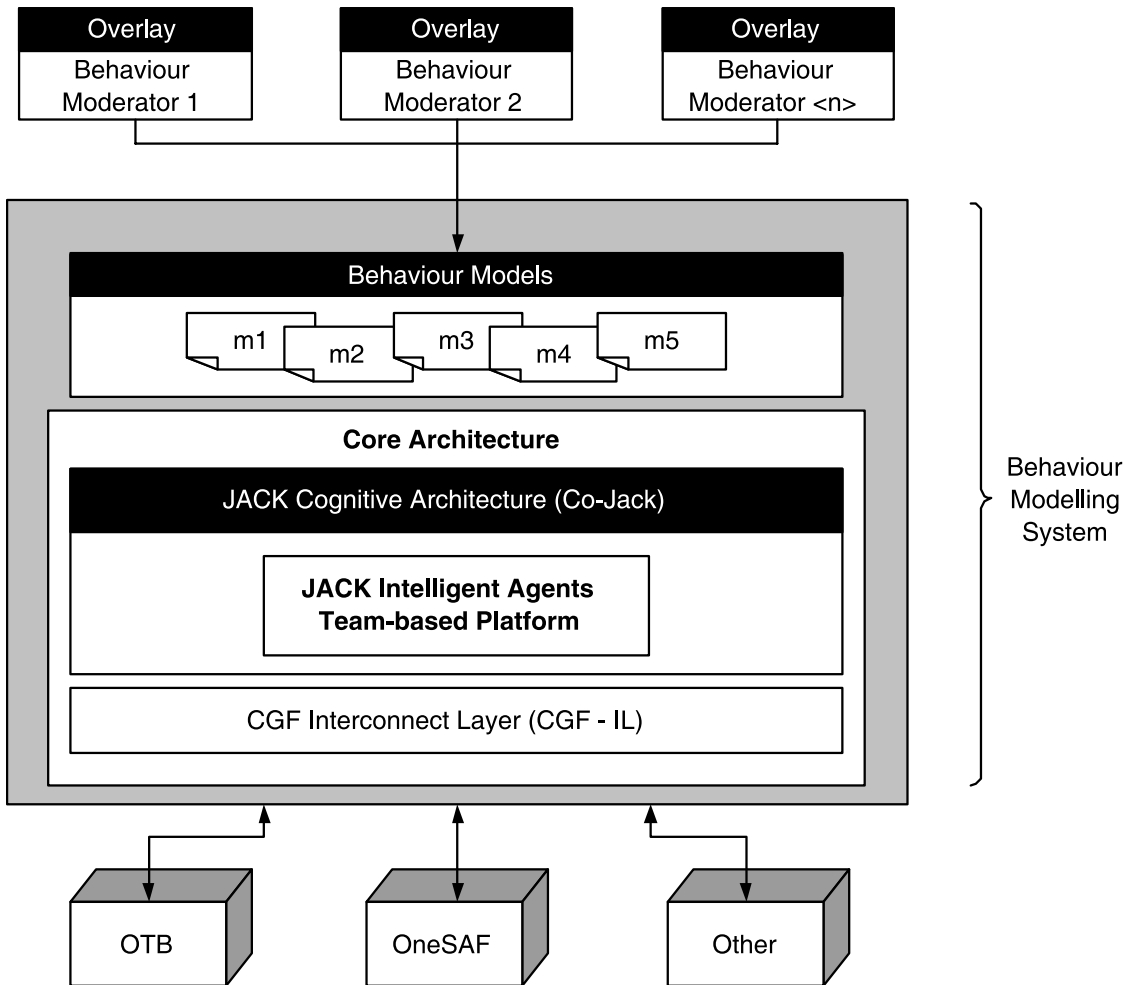 Overlay
Behaviour
Moderator 1
Overlay
Behaviour
Moderator 2
Overlay
Behaviour
Moderator <n>
Behaviour Models
m1
m2
m3
m4
m5
Core Architecture
JACK Cognitive Architecture (Co-Jack)
JACK Intelligent Agents
Team-based Platform
CGF Interconnect Layer (CGF - IL)
Behaviour
Modelling
System
OTB
OneSAF
Other